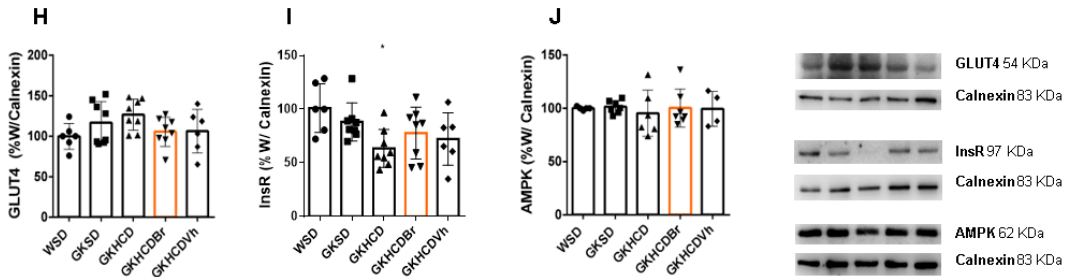 H
GLUT4 (%W/Calnexin)
200
150
100
50
0
WSD
GKSD
GKHCD
GKHCDBr
GKHCDVh
I
InsR (% W/ Calnexin)
150
100
50
0
*
WSD
GKSD
GKHCD
GKHCDBr
GKHCDVh
J
AMPK (%W/ Calnexin)
150
100
50
0
WSD
GKSD
GKHCD
GKHCDBr
GKHCDVh
GLUT4 54 KDa
Calnexin 83 KDa
InsR 97 KDa
Calnexin 83 KDa
AMPK 62 KDa
Calnexin 83 KDa